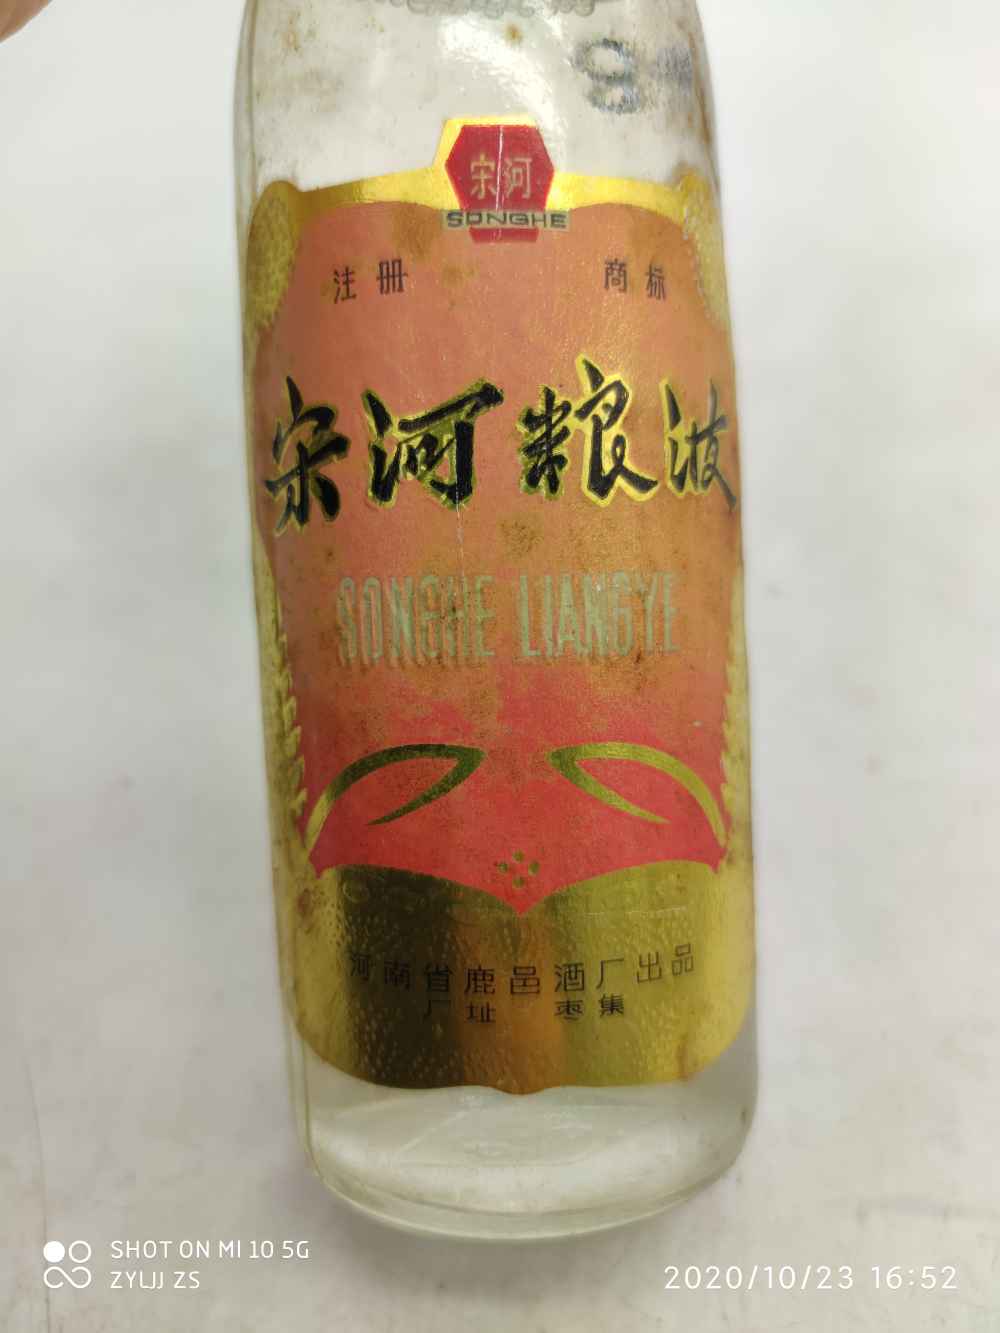 宋河
SONGHE
注册 商标
宋河粮液
SONGHE LIANGYE
河南省鹿邑酒厂出品
厂址 枣集
SHOT ON MI 10 5G
ZYLJJ ZS
2020/10/23 16:52